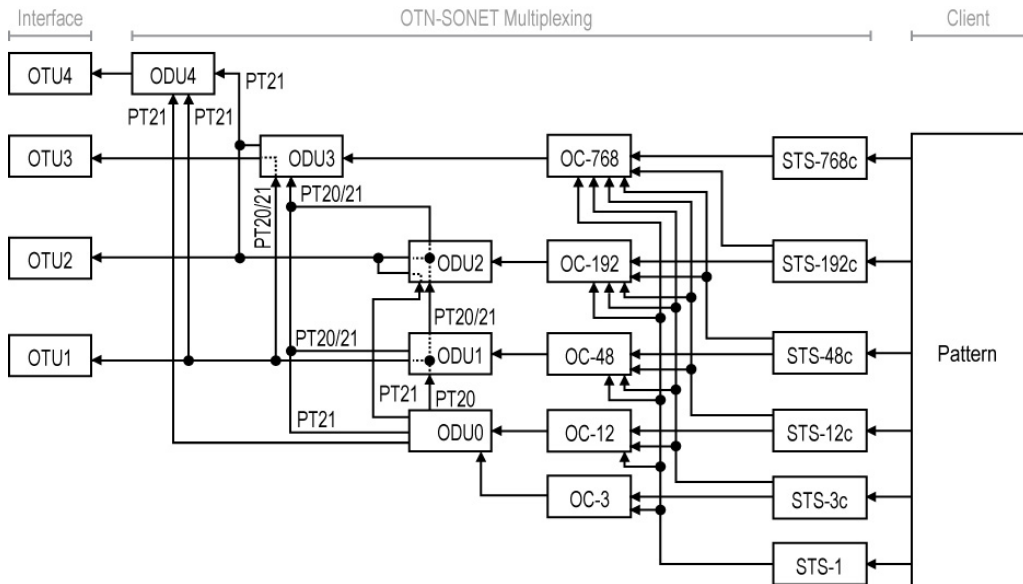 Interface OTN-SONET Multiplexing Client
OTU4 ODU4 PT21
PT21 PT21
OTU3 ODU3 OC-768 STS-768c
PT20/21 PT20/21
OTU2 ODU2 OC-192 STS-192c
PT20/21
PT20/21
OTU1 ODU1 OC-48 STS-48c Pattern
PT21 PT20
PT21 ODU0 OC-12 STS-12c
OC-3 STS-3c
STS-1